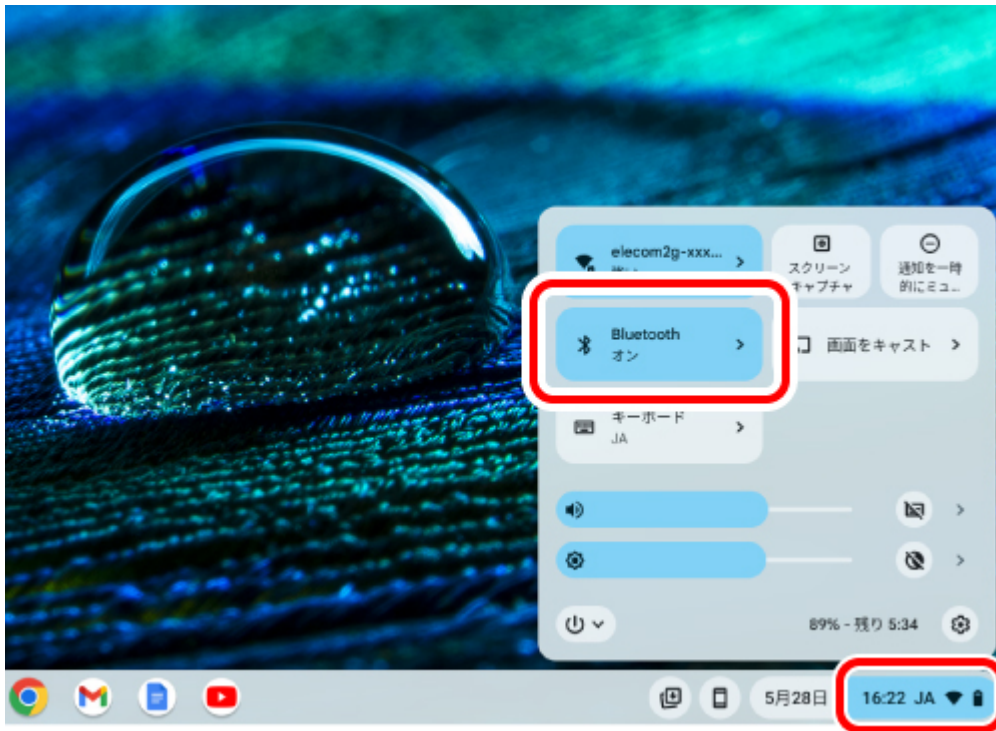 elecom2g-xxx...
スクリーン
キャプチャ
通知を一時
的にミュ...
Bluetooth
オン
画面をキャスト
キーボード
JA
89% - 残り 5:34
5月28日
16:22 JA